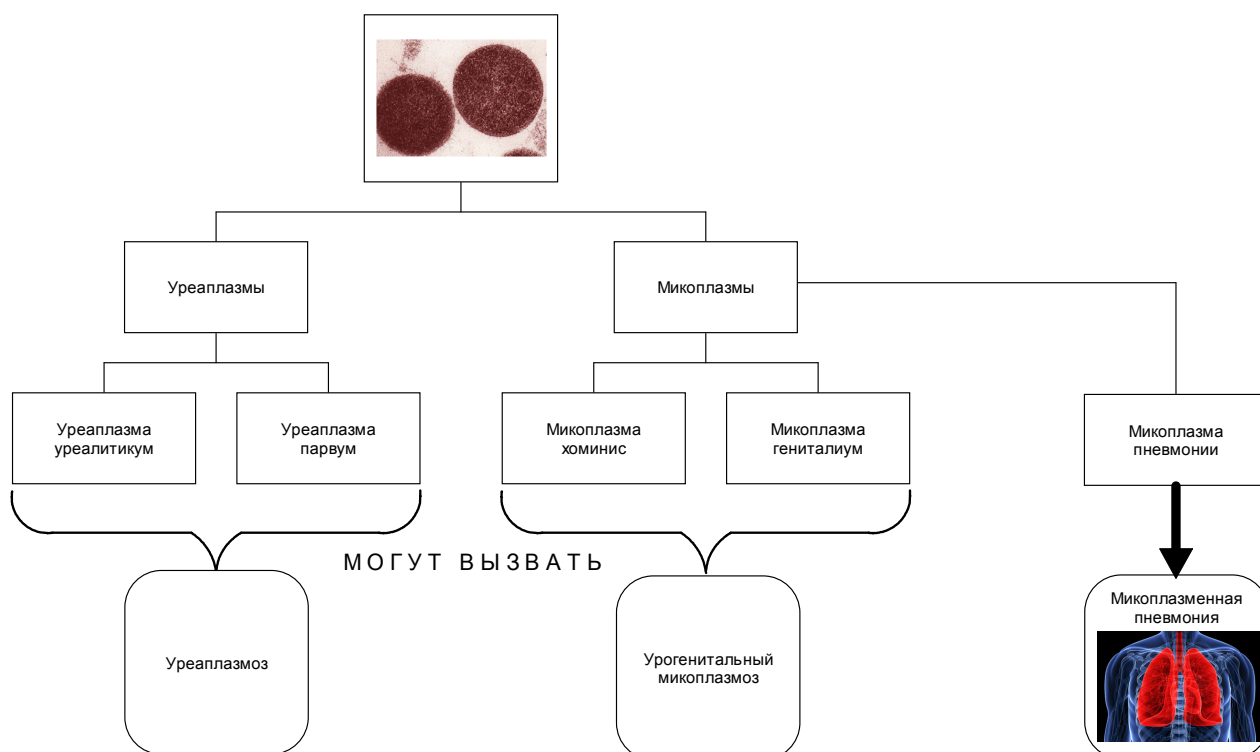 Уреаплазмы
Микоплазмы
Уреаплазма
уреалитикум
Уреаплазма
парвум
Микоплазма
хоминис
Микоплазма
гениталиум
Микоплазма
пневмонии
МОГУТ ВЫЗВАТЬ
Уреаплазмоз
Урогенитальный
микоплазмоз
Микоплазменная
пневмония